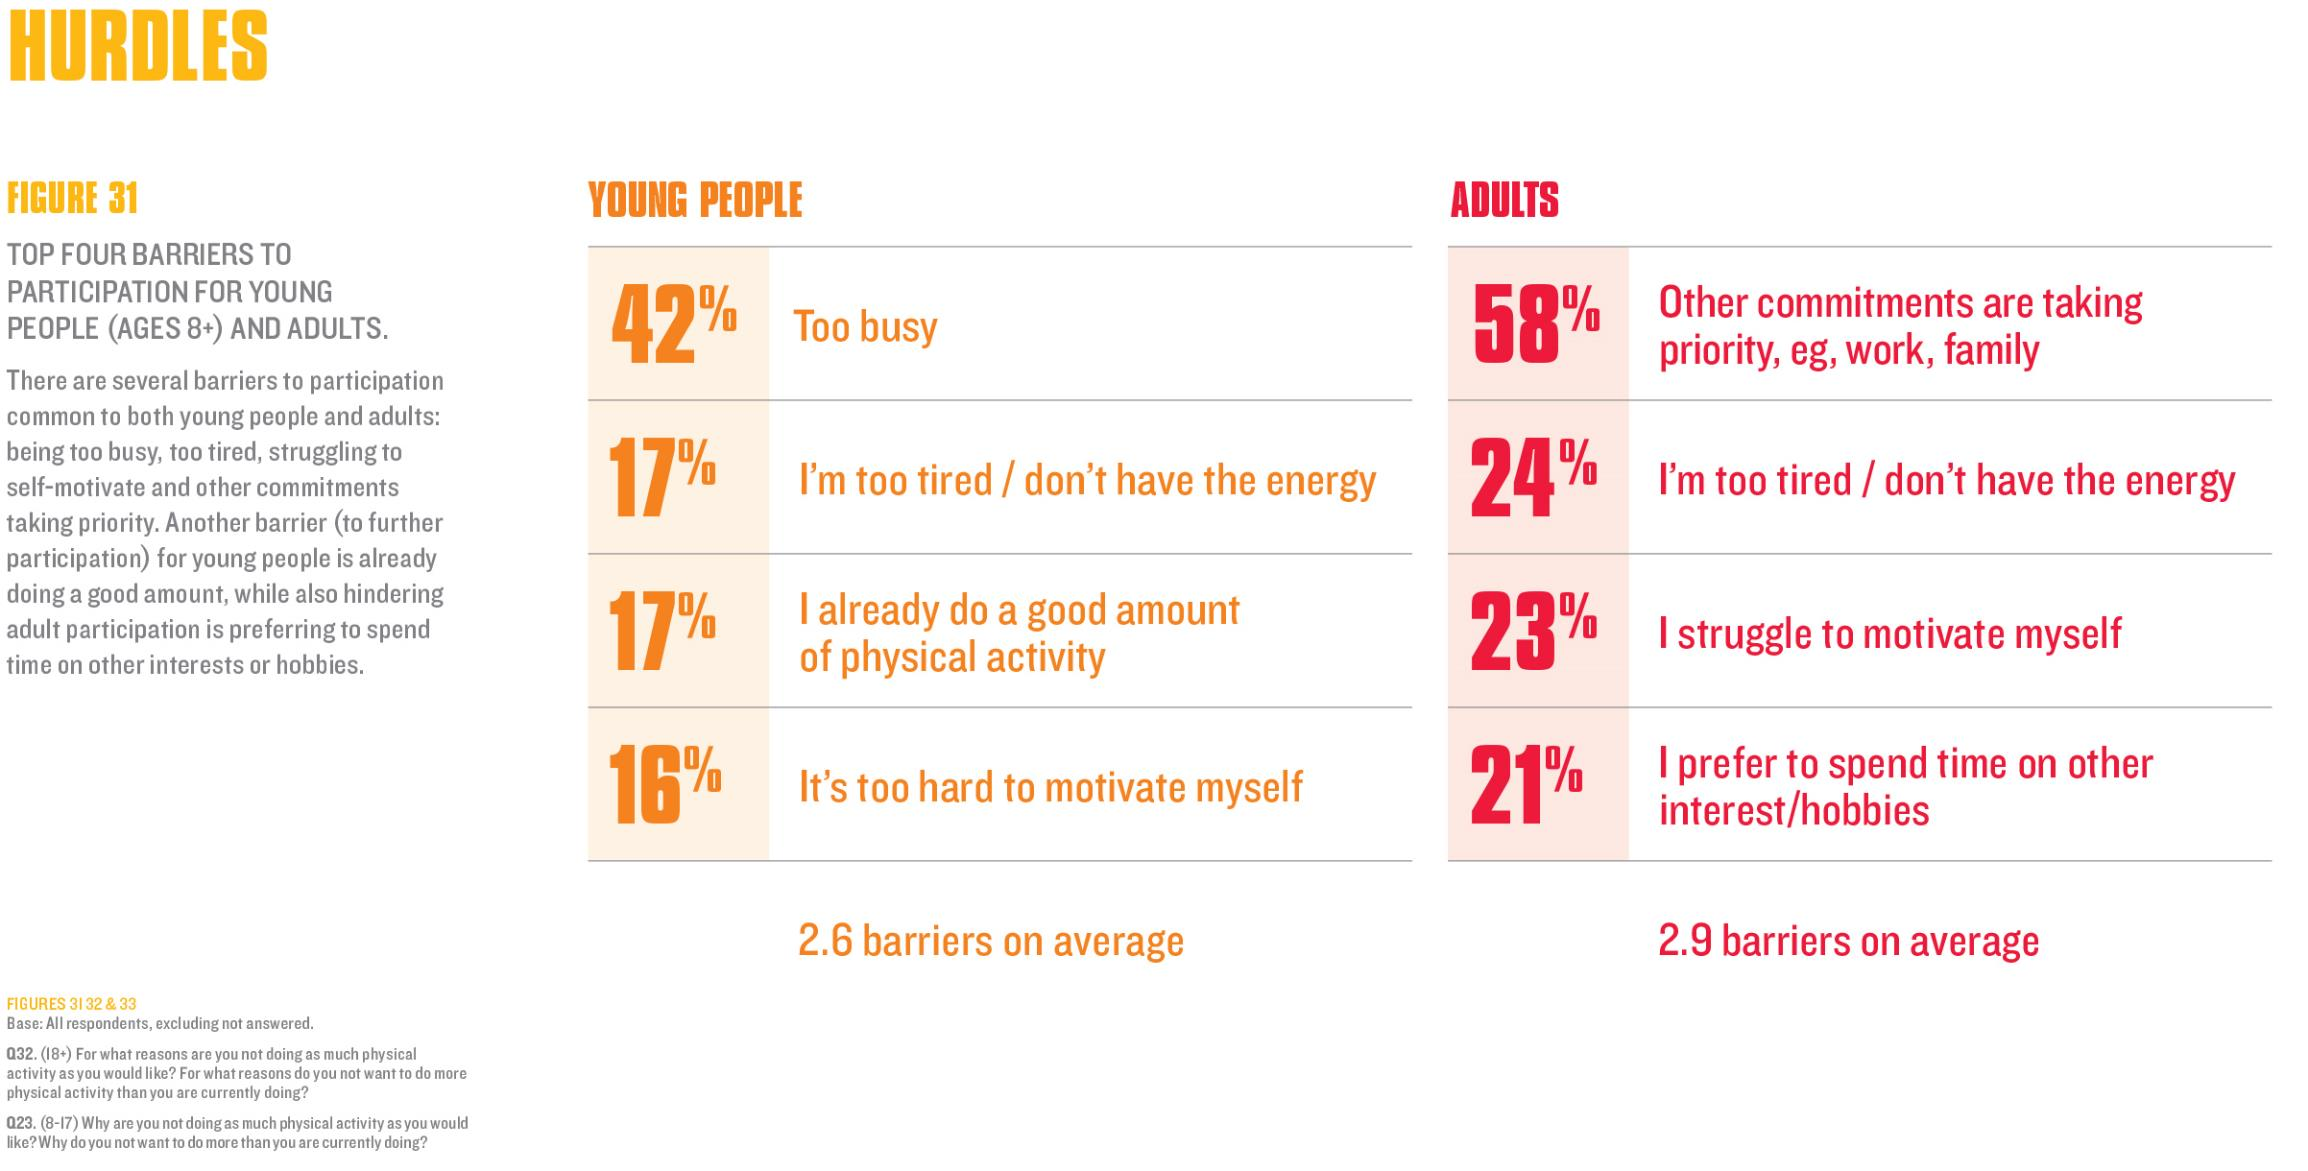 HURDLES
FIGURE 31
TOP FOUR BARRIERS TO
PARTICIPATION FOR YOUNG
PEOPLE (AGES 8+) AND ADULTS.
There are several barriers to participation
common to both young people and adults:
being too busy, too tired, struggling to
self-motivate and other commitments
taking priority. Another barrier (to further
participation) for young people is already
doing a good amount, while also hindering
adult participation is preferring to spend
time on other interests or hobbies.
YOUNG PEOPLE
42% Too busy
17% I'm too tired / don't have the energy
17% I already do a good amount
of physical activity
16% It's too hard to motivate myself
2.6 barriers on average
ADULTS
58% Other commitments are taking
priority, eg, work, family
24% I'm too tired / don't have the energy
23% I struggle to motivate myself
21% I prefer to spend time on other
interest/hobbies
2.9 barriers on average
FIGURES 31 32 & 33
Base: All respondents, excluding not answered.
Q32. (18+) For what reasons are you not doing as much physical
activity as you would like? For what reasons do you not want to do more
physical activity than you are currently doing?
Q23. (8-17) Why are you not doing as much physical activity as you would
like? Why do you not want to do more than you are currently doing?